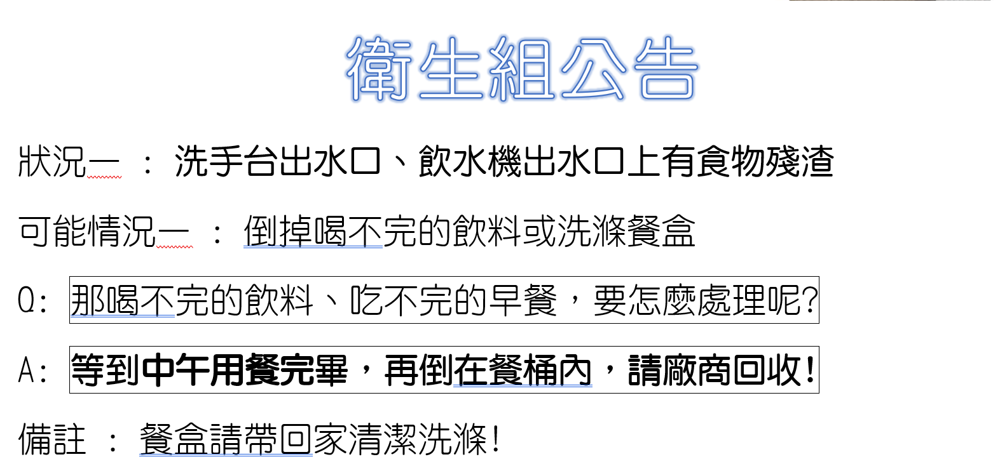 衛生組公告
狀況一 : 洗手台出水口、飲水機出水口上有食物殘渣
可能情況一 : 倒掉喝不完的飲料或洗滌餐盒
Q: 那喝不完的飲料、吃不完的早餐，要怎麼處理呢?
A: 等到中午用餐完畢，再倒在餐桶內，請廠商回收!
備註 : 餐盒請帶回家清潔洗滌!